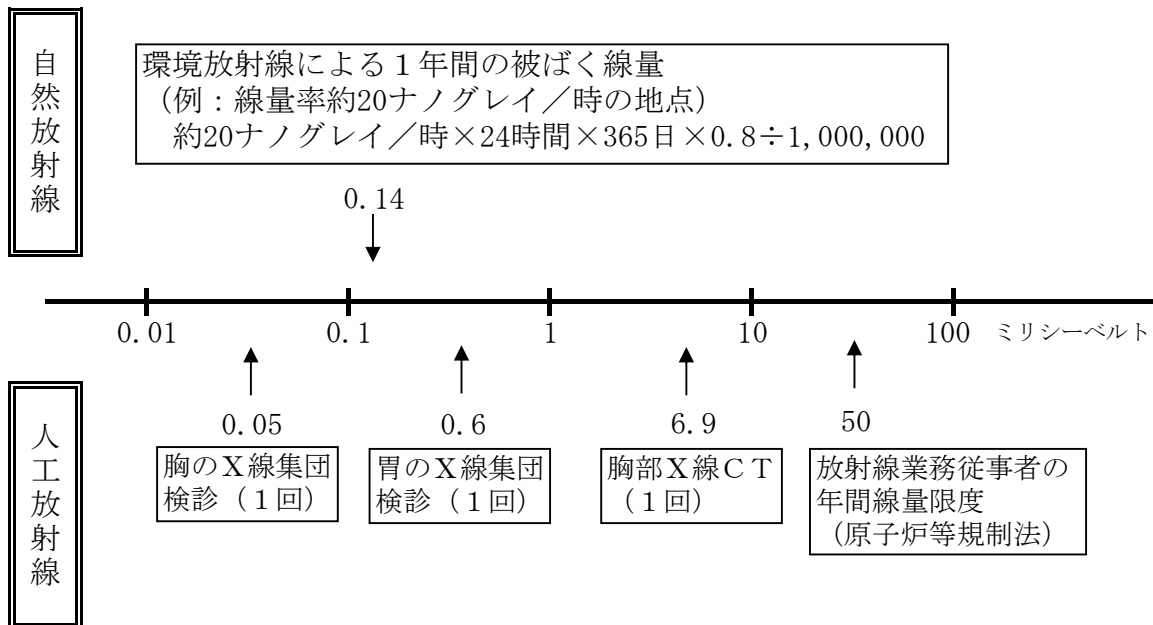 自然放射線
環境放射線による1年間の被ばく線量
(例:線量率約20ナノグレイ/時の地点)
約20ナノグレイ/時×24時間×365日×0.8÷1,000,000
0.14
0.01 0.1 1 10 100 ミリシーベルト
0.05 0.6 6.9 50
人工放射線
胸のX線集団
検診(1回)
胃のX線集団
検診(1回)
胸部X線CT
(1回)
放射線業務従事者の
年間線量限度
(原子炉等規制法)